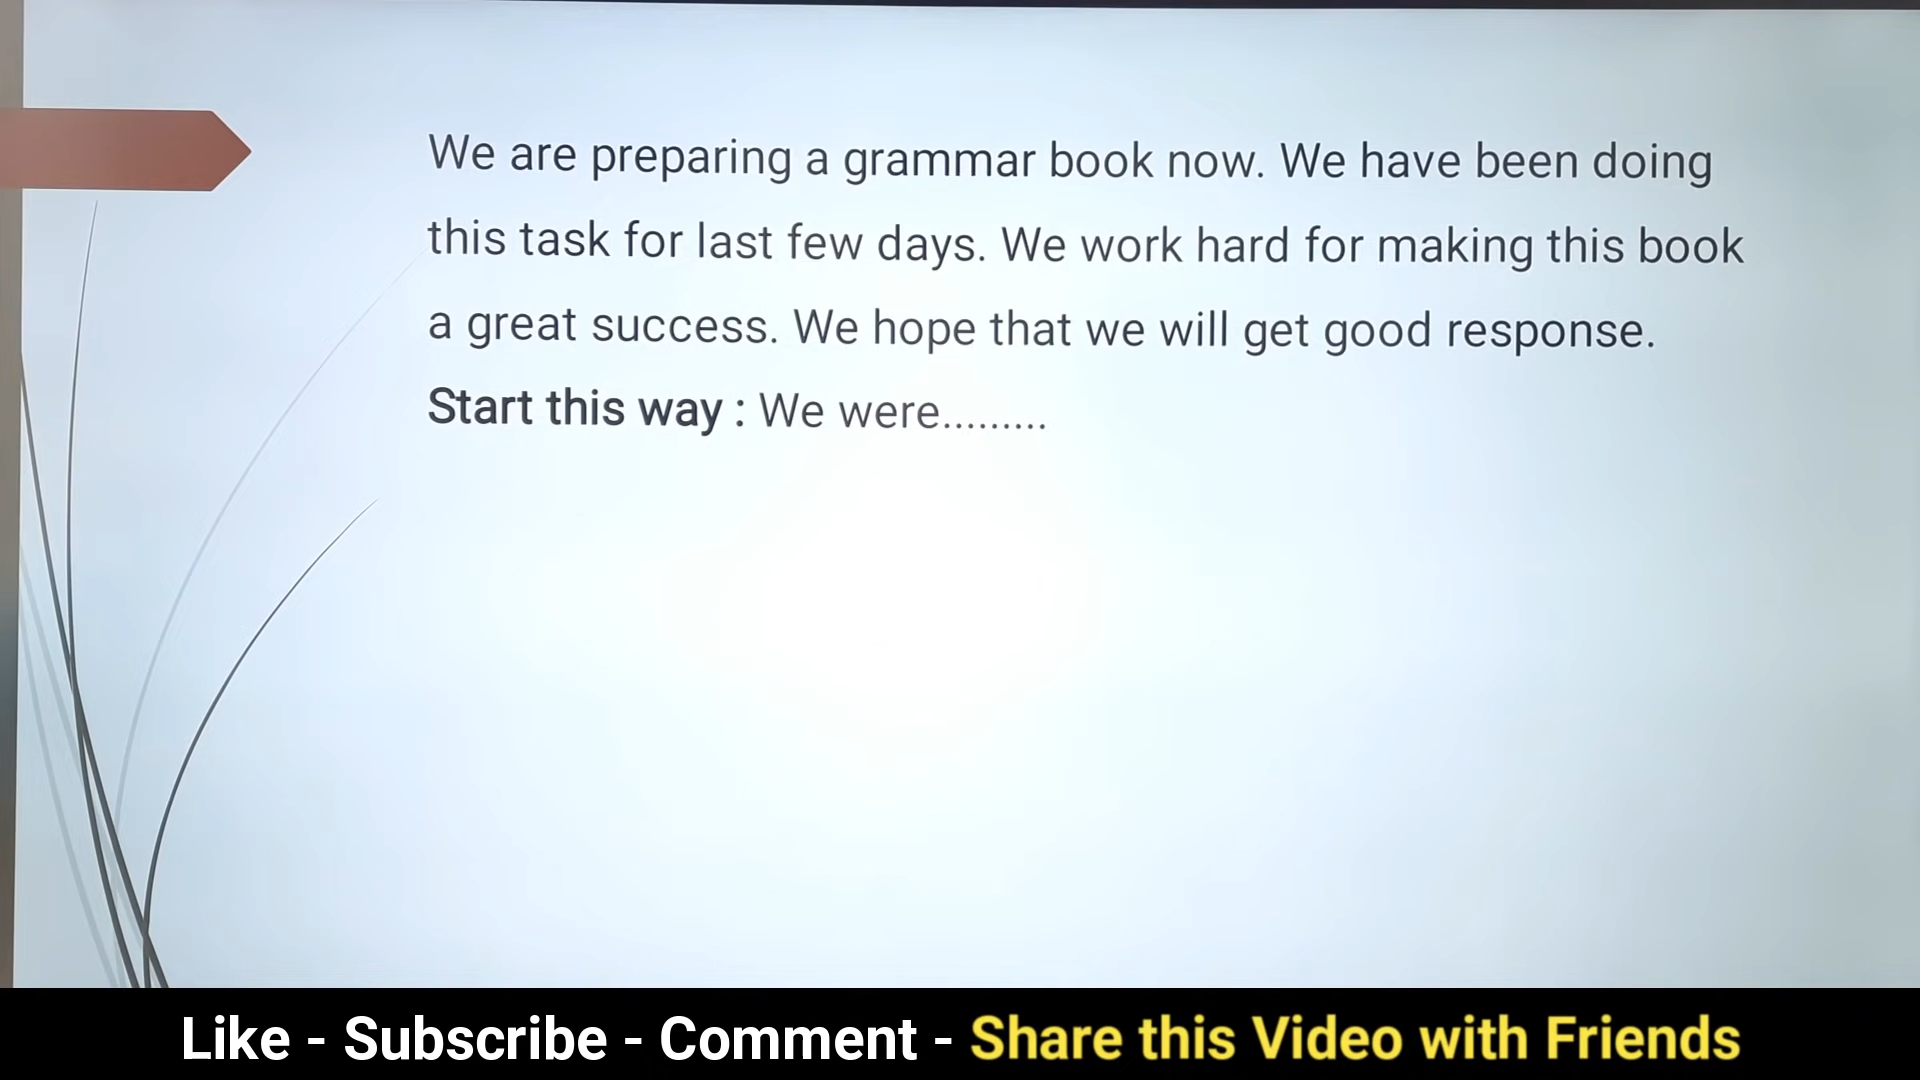 We are preparing a grammar book now. We have been doing
this task for last few days. We work hard for making this book
a great success. We hope that we will get good response.
Start this way : We were.........
Like - Subscribe - Comment - Share this Video with Friends